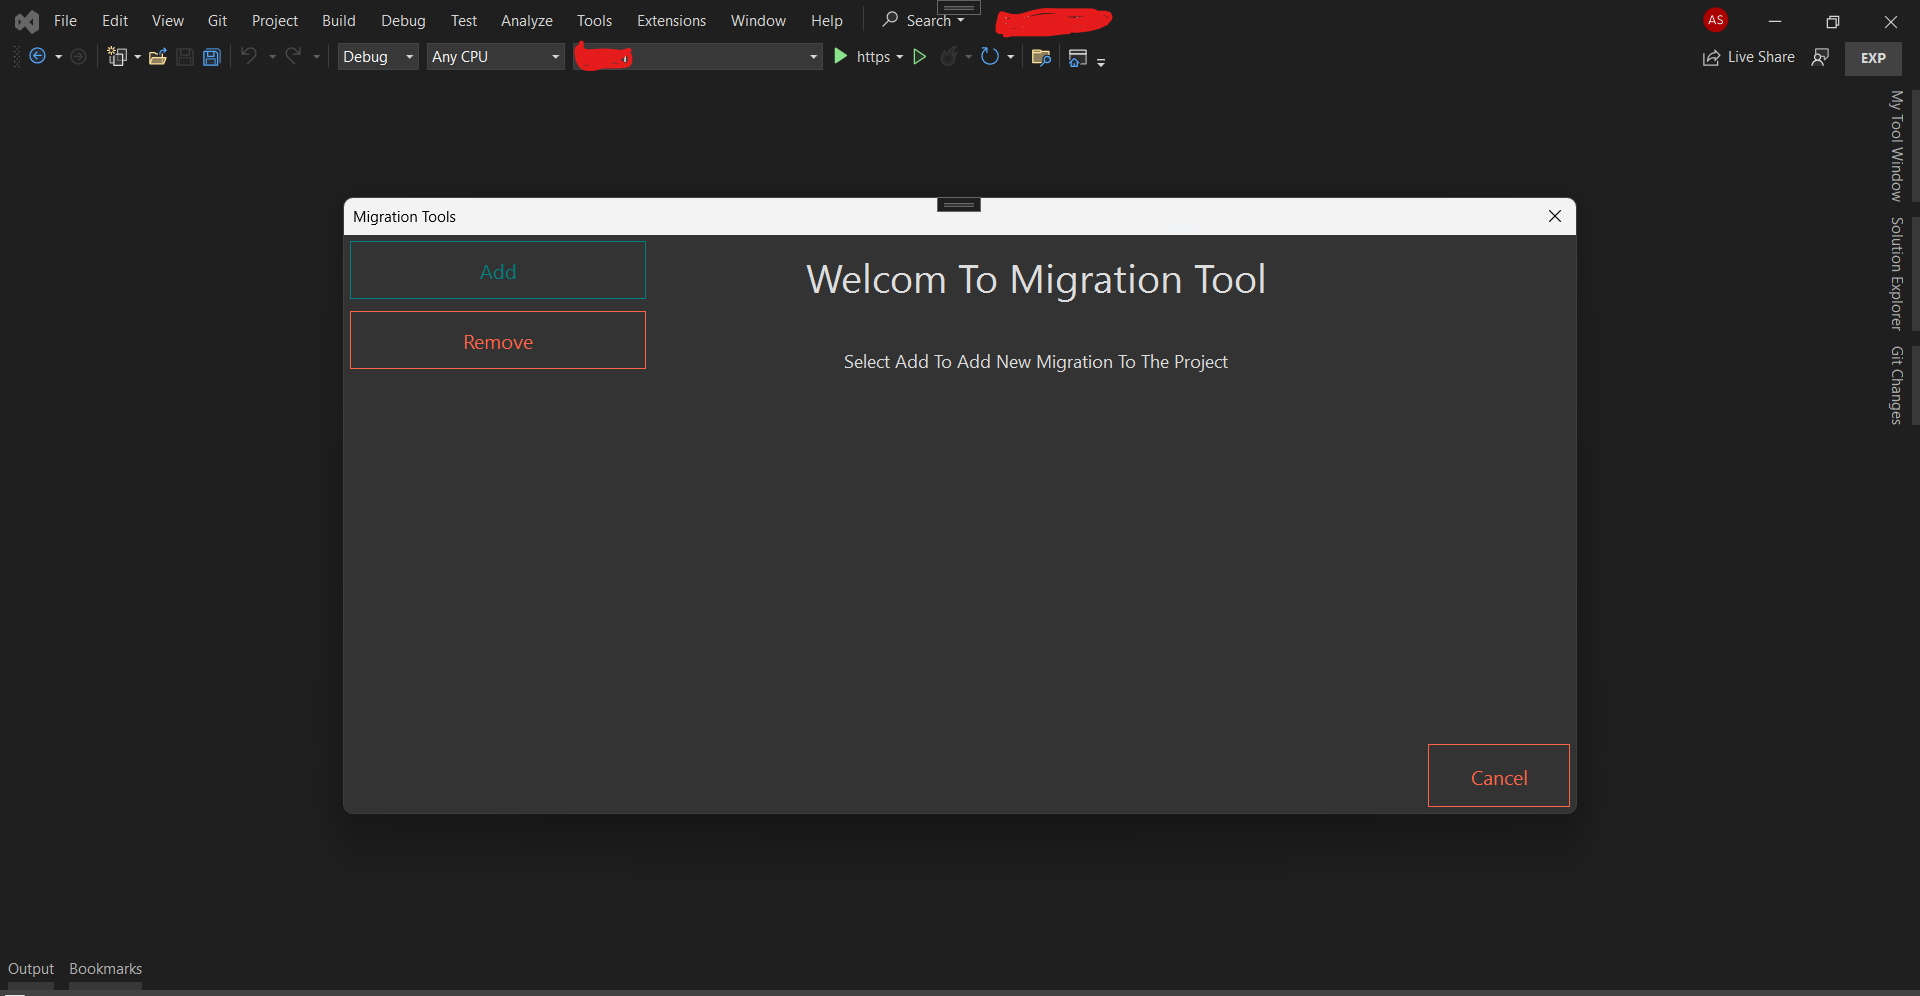 File Edit View Git Project Build Debug Test Analyze Tools Extensions Window Help Search AS
Debug Any CPU https Live Share EXP
My Tool Window
Solution Explorer
Git Changes
Migration Tools
Add
Remove
Welcom To Migration Tool
Select Add To Add New Migration To The Project
Cancel
Output Bookmarks